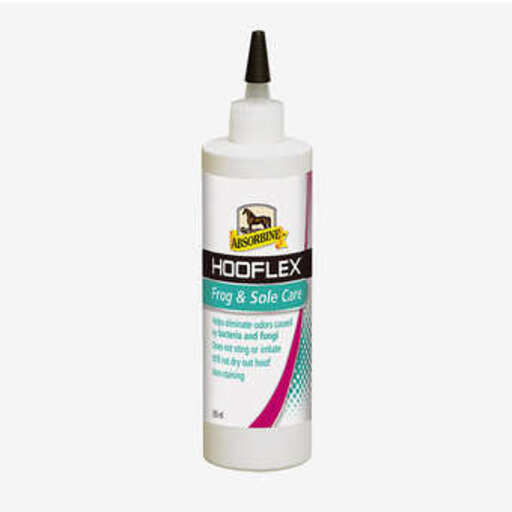 ABSORBINE
HOOFLEX
Frog & Sole Care
Helps eliminate odors caused
by bacteria and fungi
Does not sting or irritate
Will not dry out hoof
Non-staining